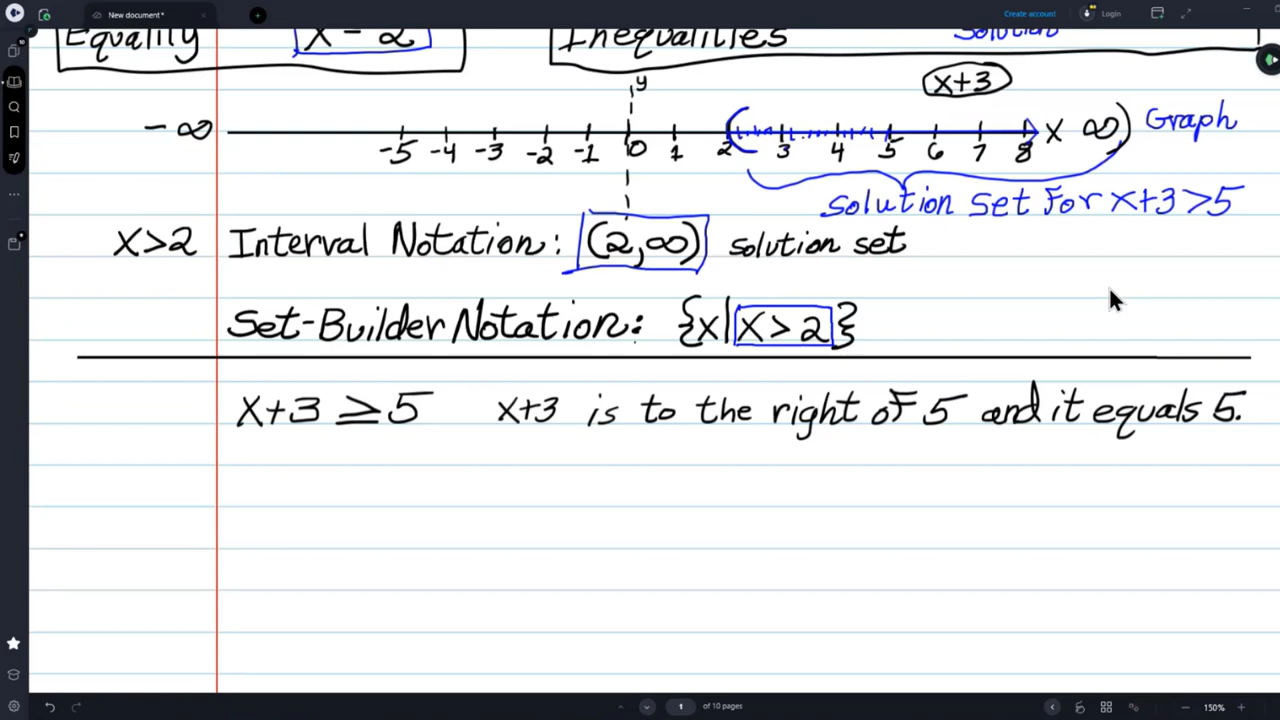 New document*
Create account
Login
Equality
x = 2
Inequalities
Solution
x+3
y
-∞
-5 -4 -3 -2 -1 0 1 2 3 4 5 6 7 8
x ∞)
Graph
solution set for x+3>5
x>2 Interval Notation: (2,∞) solution set
Set-Builder Notation: {x|x>2}
x+3 ≥ 5 x+3 is to the right of 5 and it equals 5.
1 of 10 pages
150%